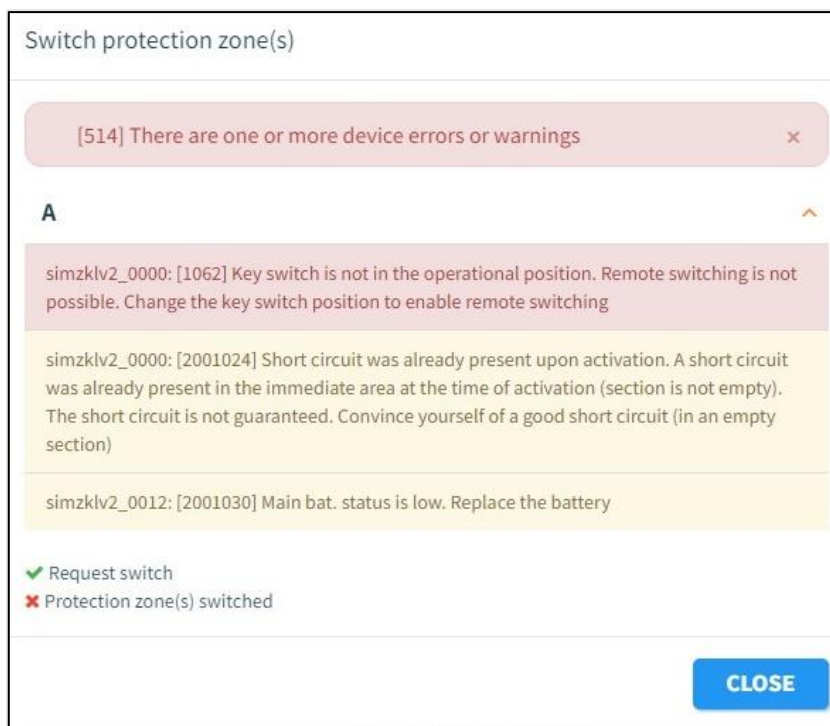 Switch protection zone(s)
[514] There are one or more device errors or warnings ×
A
simzklv2_0000: [1062] Key switch is not in the operational position. Remote switching is not
possible. Change the key switch position to enable remote switching
simzklv2_0000: [2001024] Short circuit was already present upon activation. A short circuit
was already present in the immediate area at the time of activation (section is not empty).
The short circuit is not guaranteed. Convince yourself of a good short circuit (in an empty
section)
simzklv2_0012: [2001030] Main bat. status is low. Replace the battery
Request switch
Protection zone(s) switched
CLOSE